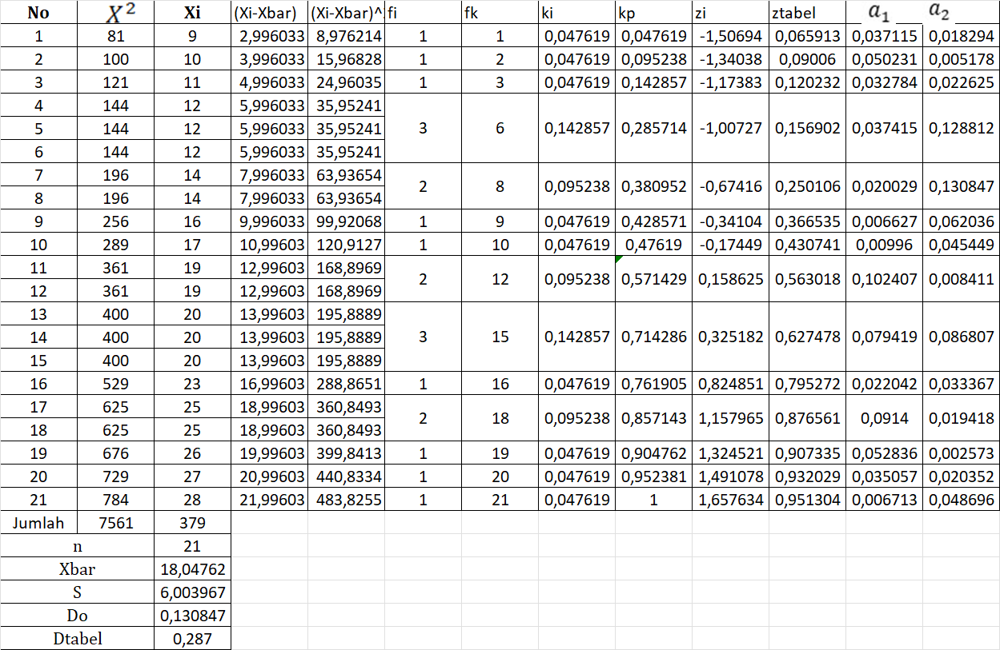 No X² Xi (Xi-Xbar) (Xi-Xbar)^ fi fk ki kp zi ztabel a₁ a₂
1 81 9 2,996033 8,976214 1 1 0,047619 0,047619 -1,50694 0,065913 0,037115 0,018294
2 100 10 3,996033 15,96828 1 2 0,047619 0,095238 -1,34038 0,09006 0,050231 0,005178
3 121 11 4,996033 24,96035 1 3 0,047619 0,142857 -1,17383 0,120232 0,032784 0,022625
4 144 12 5,996033 35,95241
5 144 12 5,996033 35,95241 3 6 0,142857 0,285714 -1,00727 0,156902 0,037415 0,128812
6 144 12 5,996033 35,95241
7 196 14 7,996033 63,93654 2 8 0,095238 0,380952 -0,67416 0,250106 0,020029 0,130847
8 196 14 7,996033 63,93654
9 256 16 9,996033 99,92068 1 9 0,047619 0,428571 -0,34104 0,366535 0,006627 0,062036
10 289 17 10,99603 120,9127 1 10 0,047619 0,47619 -0,17449 0,430741 0,00996 0,045449
11 361 19 12,99603 168,8969 2 12 0,095238 0,571429 0,158625 0,563018 0,102407 0,008411
12 361 19 12,99603 168,8969
13 400 20 13,99603 195,8889
14 400 20 13,99603 195,8889 3 15 0,142857 0,714286 0,325182 0,627478 0,079419 0,086807
15 400 20 13,99603 195,8889
16 529 23 16,99603 288,8651 1 16 0,047619 0,761905 0,824851 0,795272 0,022042 0,033367
17 625 25 18,99603 360,8493 2 18 0,095238 0,857143 1,157965 0,876561 0,0914 0,019418
18 625 25 18,99603 360,8493
19 676 26 19,99603 399,8413 1 19 0,047619 0,904762 1,324521 0,907335 0,052836 0,002573
20 729 27 20,99603 440,8334 1 20 0,047619 0,952381 1,491078 0,932029 0,035057 0,020352
21 784 28 21,99603 483,8255 1 21 0,047619 1 1,657634 0,951304 0,006713 0,048696
Jumlah 7561 379
n 21
Xbar 18,04762
S 6,003967
Do 0,130847
Dtabel 0,287